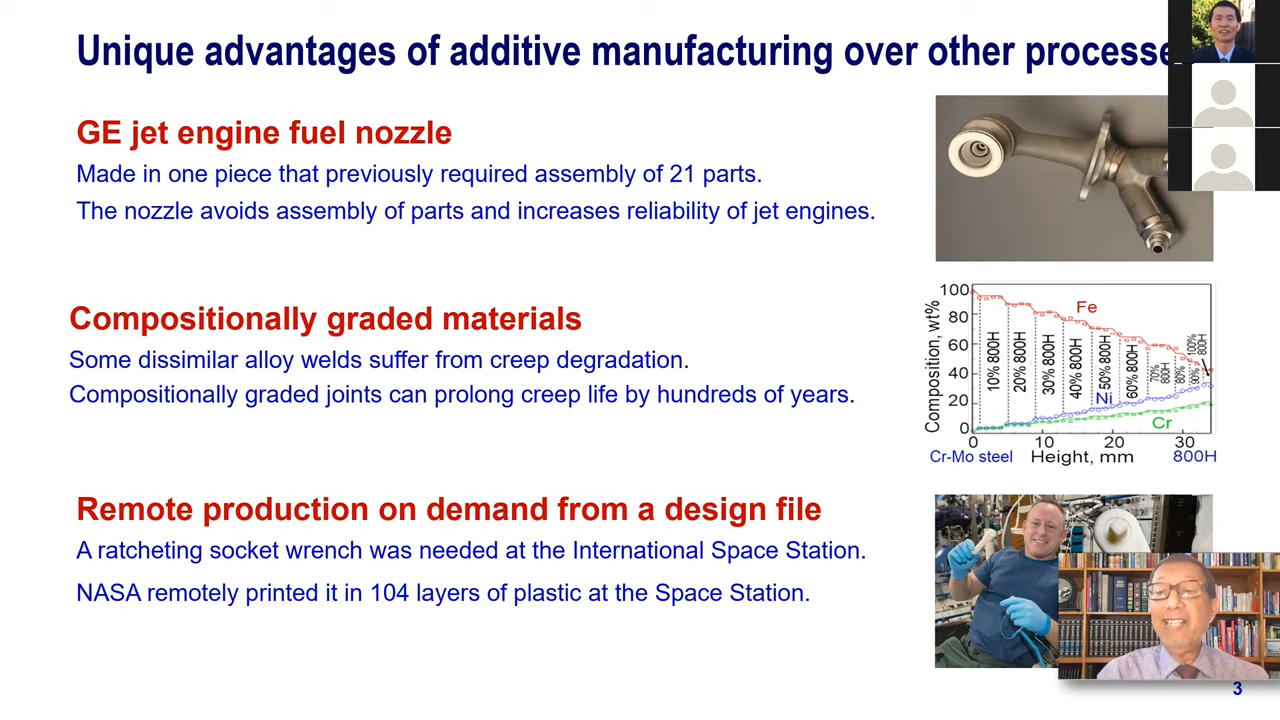 Unique advantages of additive manufacturing over other processe
GE jet engine fuel nozzle
Made in one piece that previously required assembly of 21 parts.
The nozzle avoids assembly of parts and increases reliability of jet engines.
Compositionally graded materials
Some dissimilar alloy welds suffer from creep degradation.
Compositionally graded joints can prolong creep life by hundreds of years.
Composition, wt%
100
80
60
40
20
0
Fe
Ni
Cr
10% 800H
20% 800H
30% 800H
40% 800H
50% 800H
60% 800H
70% 800H
80%
90%
100% 800H
0
10
20
30
Cr-Mo steel
Height, mm
800H
Remote production on demand from a design file
A ratcheting socket wrench was needed at the International Space Station.
NASA remotely printed it in 104 layers of plastic at the Space Station.
3